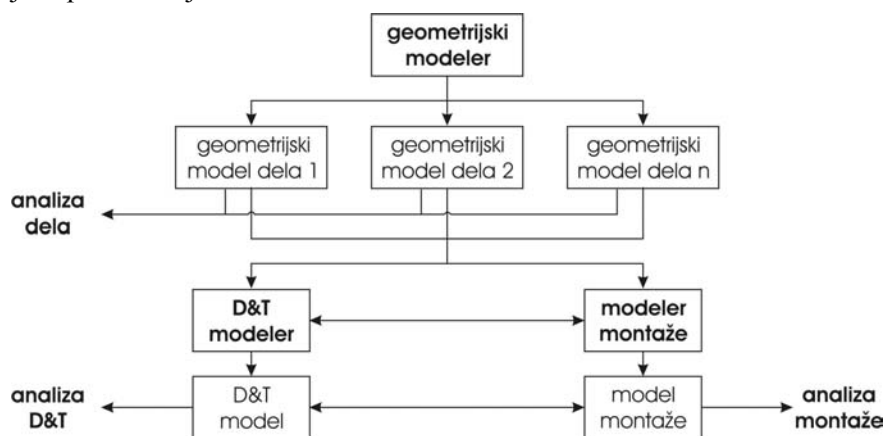 geometrijski
modeler
geometrijski
model dela 1
geometrijski
model dela 2
geometrijski
model dela n
analiza
dela
D&T
modeler
modeler
montaže
analiza
D&T
D&T
model
model
montaže
analiza
montaže